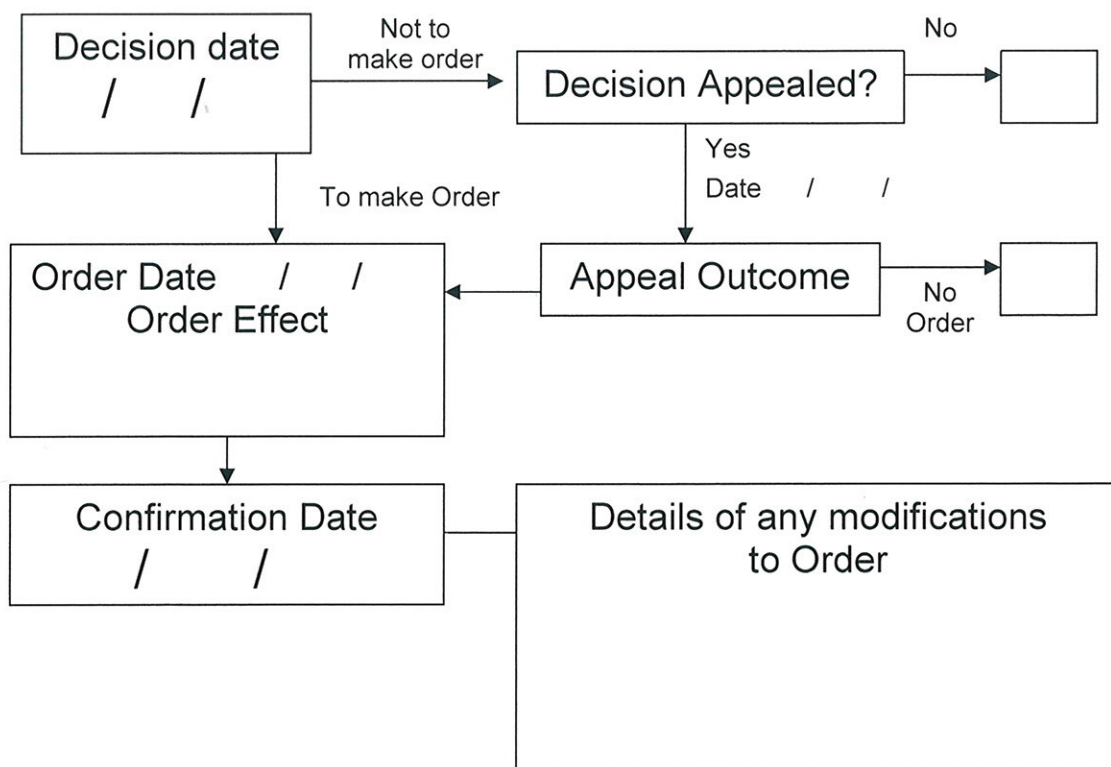 Decision date
/ /
Not to
make order
Decision Appealed?
No
Yes
Date / /
To make Order
Order Date / /
Order Effect
Appeal Outcome
No
Order
Confirmation Date
/ /
Details of any modifications
to Order